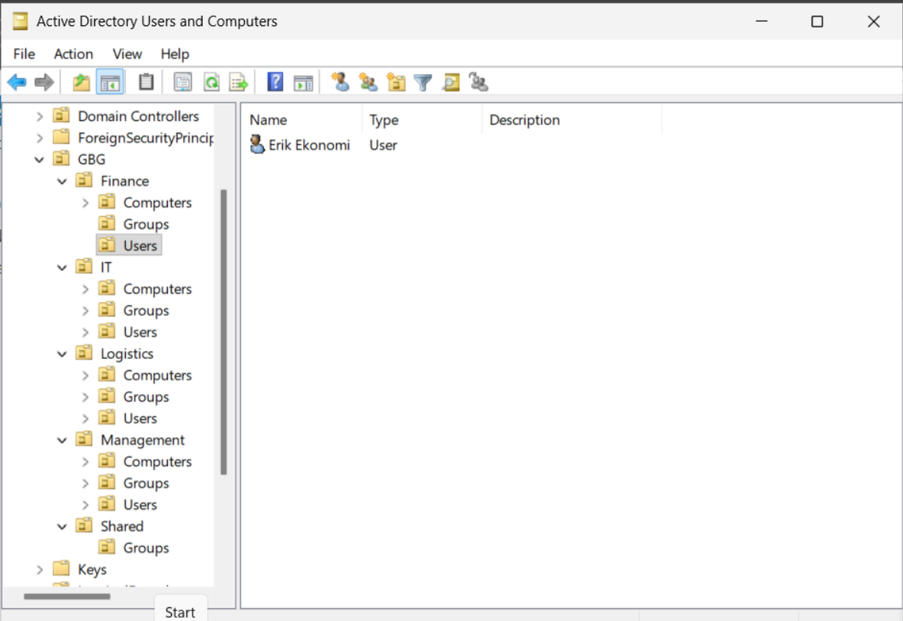 Active Directory Users and Computers
File Action View Help
Domain Controllers
ForeignSecurityPrincip
GBG
Finance
Computers
Groups
Users
IT
Computers
Groups
Users
Logistics
Computers
Groups
Users
Management
Computers
Groups
Users
Shared
Groups
Keys
Name Type Description
Erik Ekonomi User
Start